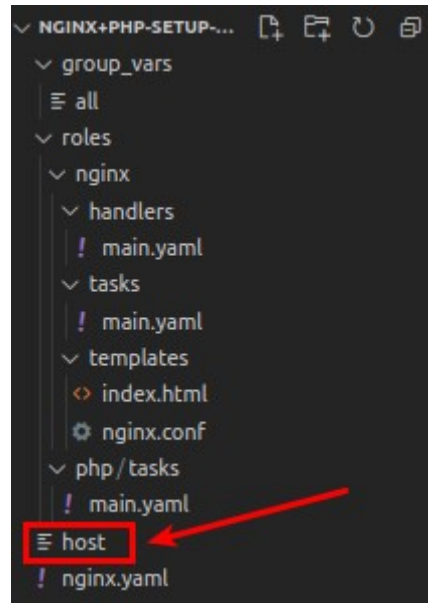 NGINX+PHP-SETUP-...
group_vars
all
roles
nginx
handlers
! main.yaml
tasks
! main.yaml
templates
<> index.html
nginx.conf
php/tasks
! main.yaml
host
! nginx.yaml